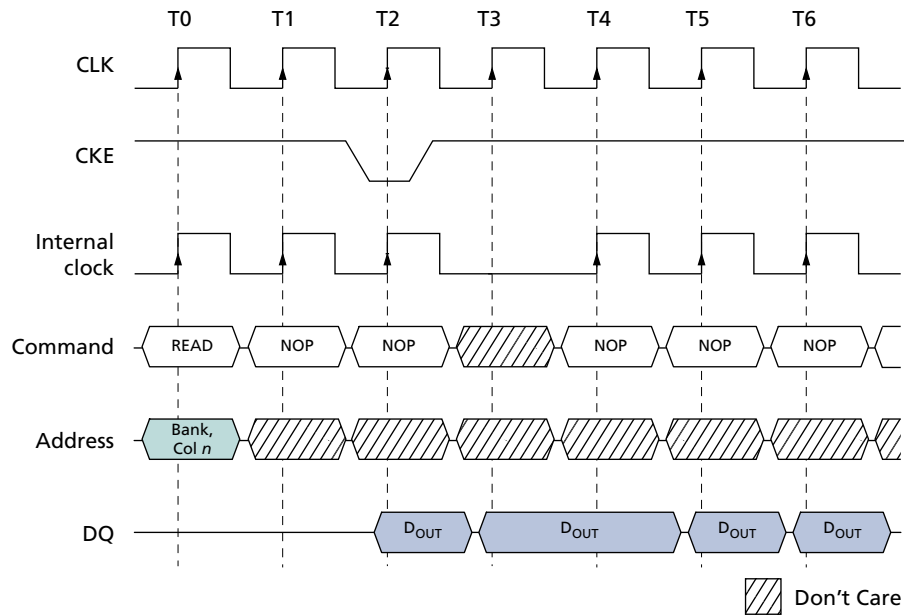 T0 T1 T2 T3 T4 T5 T6
CLK
CKE
Internal
clock
Command READ NOP NOP NOP NOP NOP
Address Bank,
Col n
DQ DOUT DOUT DOUT DOUT
Don't Care